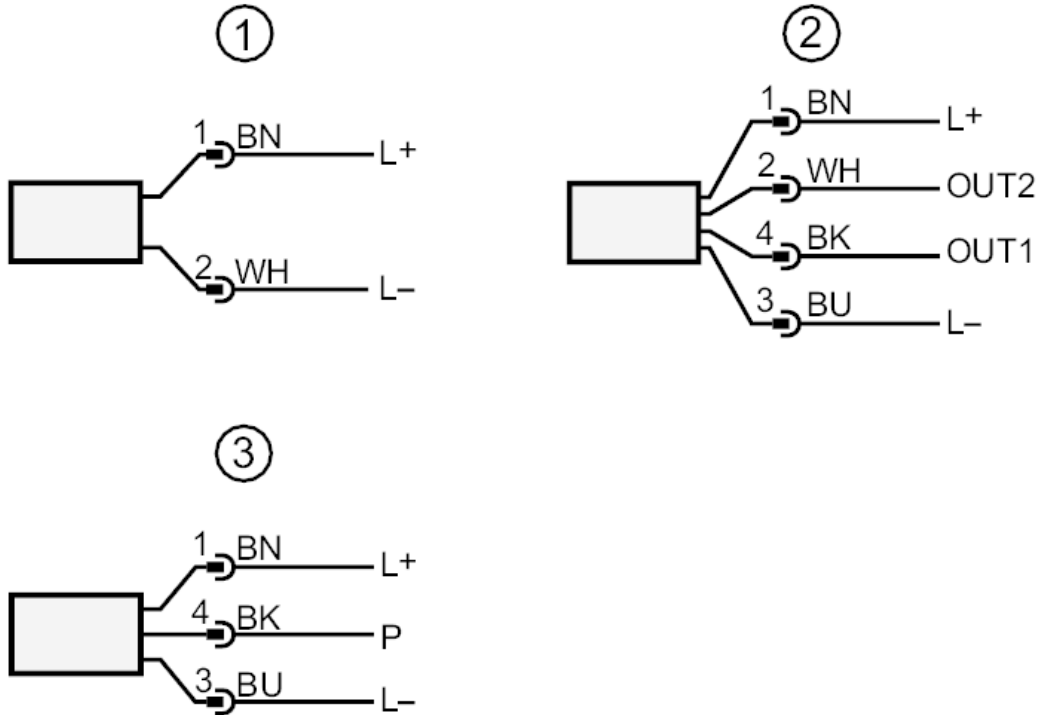 ①
1 BN L+
2 WH L–
②
1 BN L+
2 WH OUT2
4 BK OUT1
3 BU L–
③
1 BN L+
4 BK P
3 BU L–